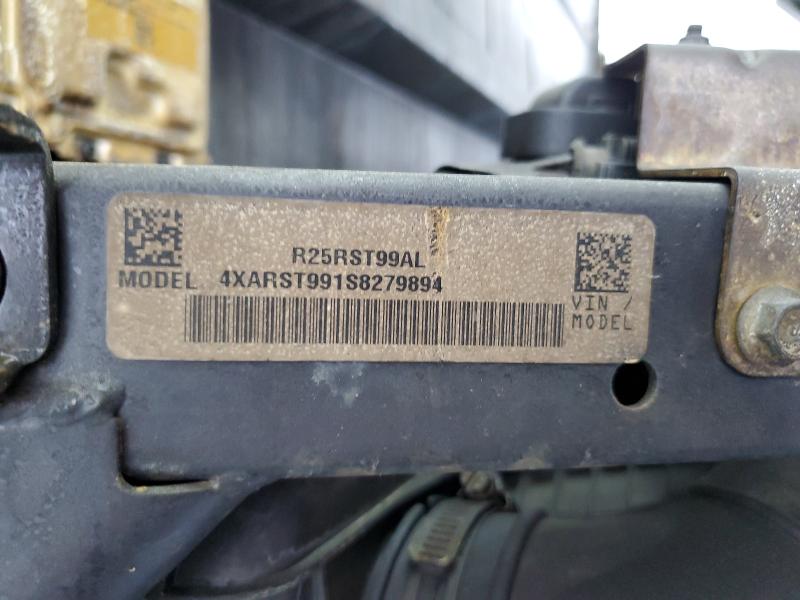 R25RST99AL
MODEL 4XARST991S8279894
VIN /
MODEL